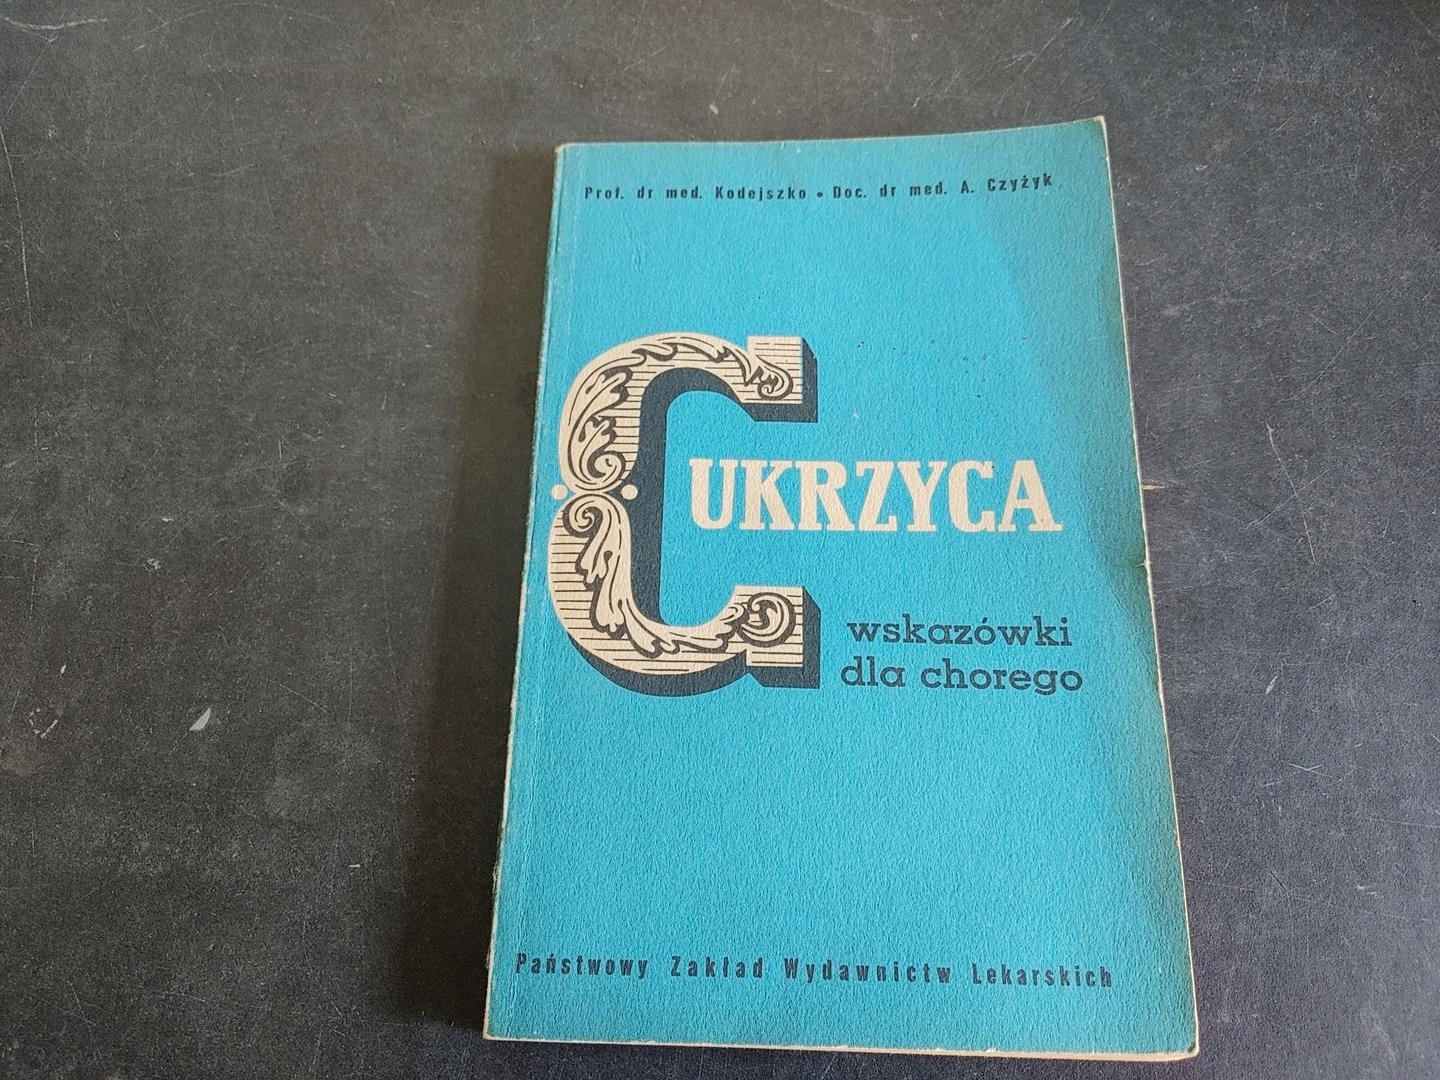 Prof. dr med. Kodejszko • Doc. dr med. A. Czyżyk
CUKRZYCA
wskazówki
dla chorego
Państwowy Zakład Wydawnictw Lekarskich